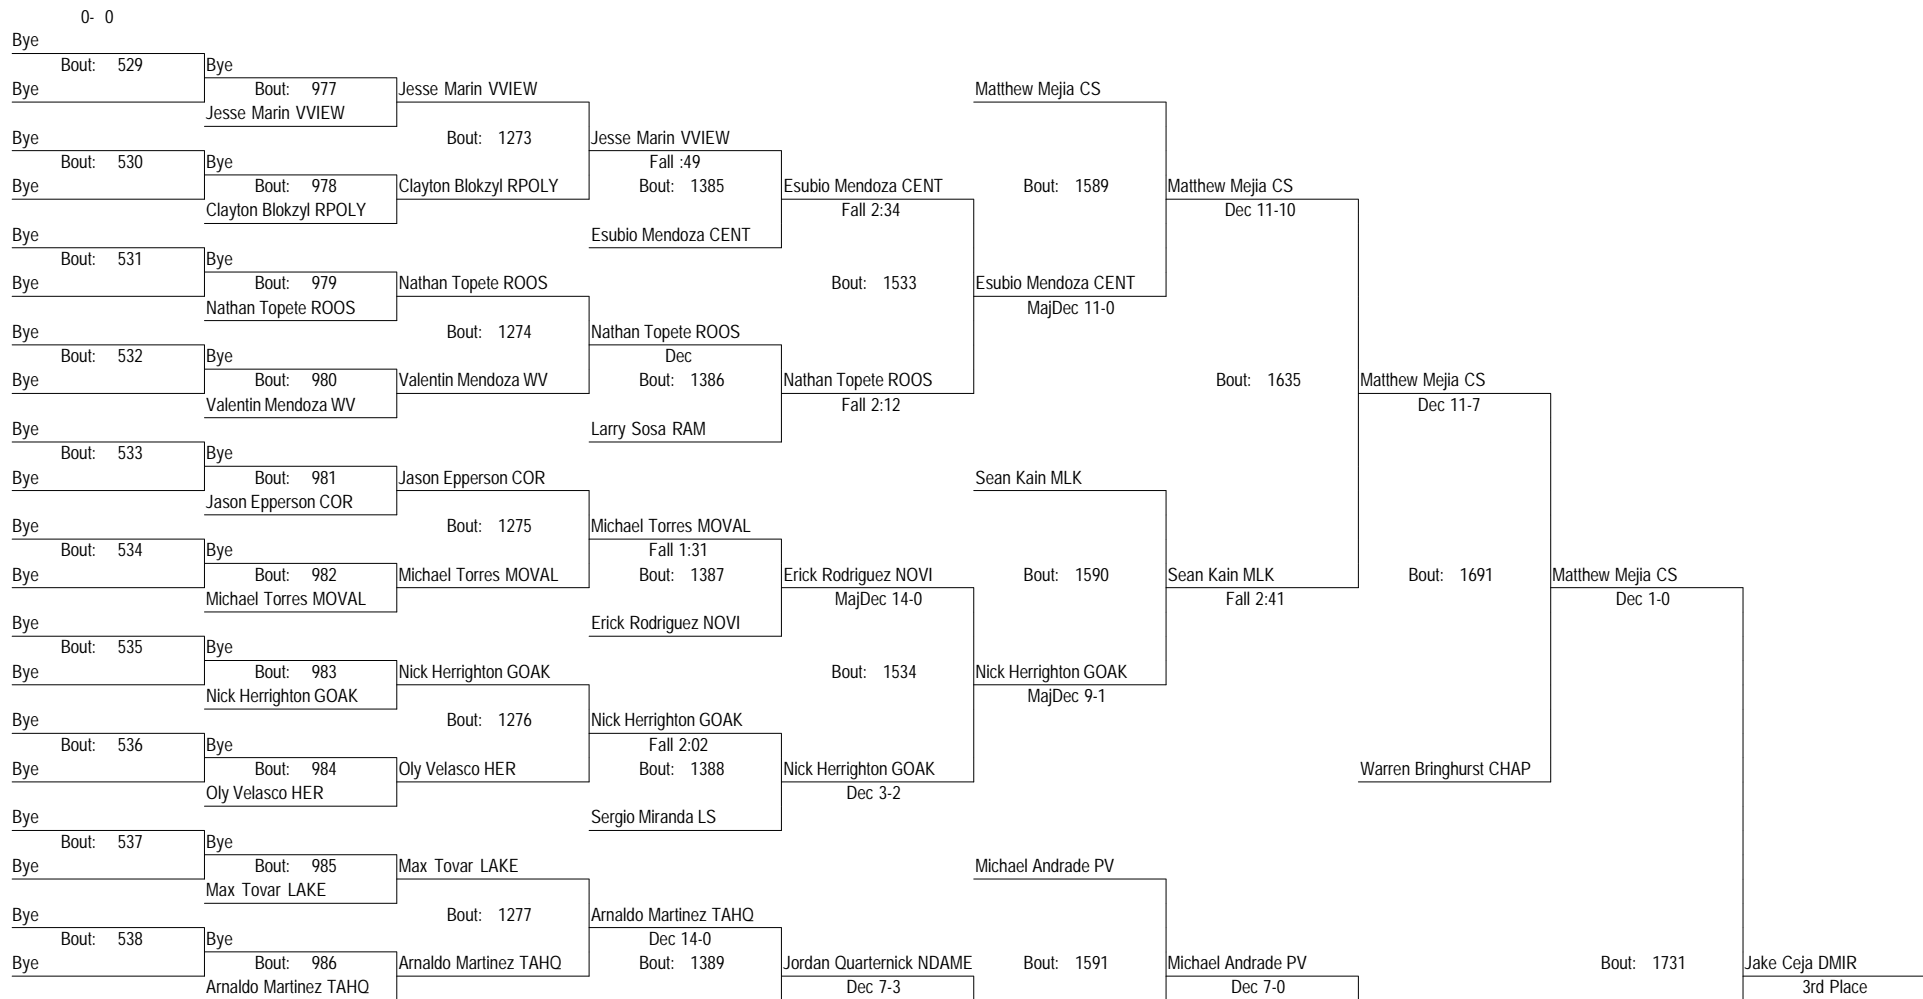 0- 0
Bye
Bout: 529 Bye
Bye Bout: 977 Jesse Marin VVIEW Matthew Mejia CS
Jesse Marin VVIEW
Bye Bout: 1273 Jesse Marin VVIEW
Bout: 530 Bye Fall :49
Bye Bout: 978 Clayton Blokzyl RPOLY Bout: 1385 Esubio Mendoza CENT Bout: 1589 Matthew Mejia CS
Clayton Blokzyl RPOLY Fall 2:34 Dec 11-10
Bye Esubio Mendoza CENT
Bout: 531 Bye
Bye Bout: 979 Nathan Topete ROOS Bout: 1533 Esubio Mendoza CENT
Nathan Topete ROOS MajDec 11-0
Bye Bout: 1274 Nathan Topete ROOS
Bout: 532 Bye Dec
Bye Bout: 980 Valentin Mendoza WV Bout: 1386 Nathan Topete ROOS Bout: 1635 Matthew Mejia CS
Valentin Mendoza WV Fall 2:12 Dec 11-7
Bye Larry Sosa RAM
Bout: 533 Bye
Bye Bout: 981 Jason Epperson COR Sean Kain MLK
Jason Epperson COR
Bye Bout: 1275 Michael Torres MOVAL
Bout: 534 Bye Fall 1:31
Bye Bout: 982 Michael Torres MOVAL Bout: 1387 Erick Rodriguez NOVI Bout: 1590 Sean Kain MLK Bout: 1691 Matthew Mejia CS
Michael Torres MOVAL MajDec 14-0 Fall 2:41 Dec 1-0
Bye Erick Rodriguez NOVI
Bout: 535 Bye
Bye Bout: 983 Nick Herrighton GOAK Bout: 1534 Nick Herrighton GOAK
Nick Herrighton GOAK MajDec 9-1
Bye Bout: 1276 Nick Herrighton GOAK
Bout: 536 Bye Fall 2:02
Bye Bout: 984 Oly Velasco HER Bout: 1388 Nick Herrighton GOAK Warren Bringhurst CHAP
Oly Velasco HER Dec 3-2
Bye Sergio Miranda LS
Bout: 537 Bye
Bye Bout: 985 Max Tovar LAKE Michael Andrade PV
Max Tovar LAKE
Bye Bout: 1277 Arnaldo Martinez TAHQ
Bout: 538 Bye Dec 14-0
Bye Bout: 986 Arnaldo Martinez TAHQ Bout: 1389 Jordan Quarternick NDAME Bout: 1591 Michael Andrade PV Bout: 1731 Jake Ceja DMIR
Arnaldo Martinez TAHQ Dec 7-3 Dec 7-0 3rd Place